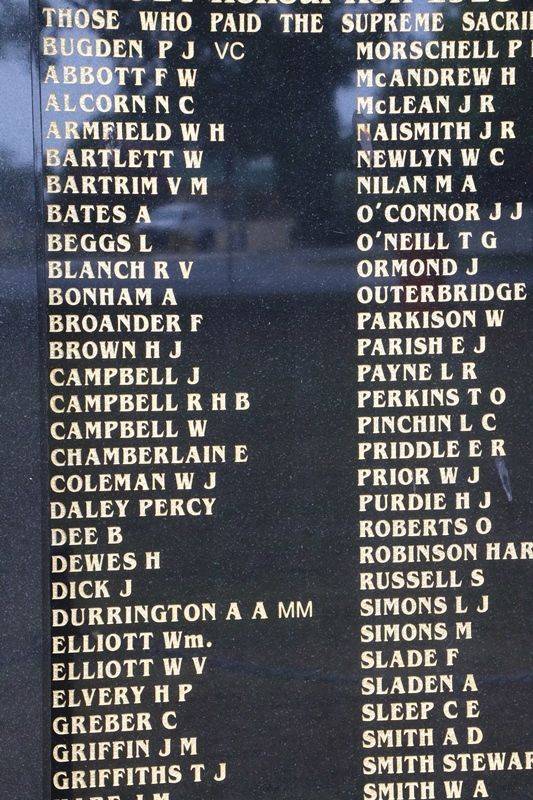 THOSE WHO PAID THE SUPREME
BUGDEN P J VC
ABBOTT F W
ALCORN N C
ARMFIELD W H
BARTLETT W
BARTRIM V M
BATES A
BEGGS L
BLANCH R V
BONHAM A
BROANDER F
BROWN H J
CAMPBELL J
CAMPBELL R H B
CAMPBELL W
CHAMBERLAIN E
COLEMAN W J
DALEY PERCY
DEE B
DEWES H
DICK J
DURRINGTON A A MM
ELLIOTT Wm.
ELLIOTT W V
ELVERY H P
GREBER C
GRIFFIN J M
GRIFFITHS T J
MORSCHELL P
McANDREW H
McLEAN J R
NAISMITH J R
NEWLYN W C
NILAN M A
O'CONNOR J J
O'NEILL T G
ORMOND J
OUTERBRIDGE
PARKISON W
PARISH E J
PAYNE L R
PERKINS T O
PINCHIN L C
PRIDDLE E R
PRIOR W J
PURDIE H J
ROBERTS O
ROBINSON HAR
RUSSELL S
SIMONS L J
SIMONS M
SLADE F
SLADEN A
SLEEP C E
SMITH A D
SMITH STEWAR
SMITH W A